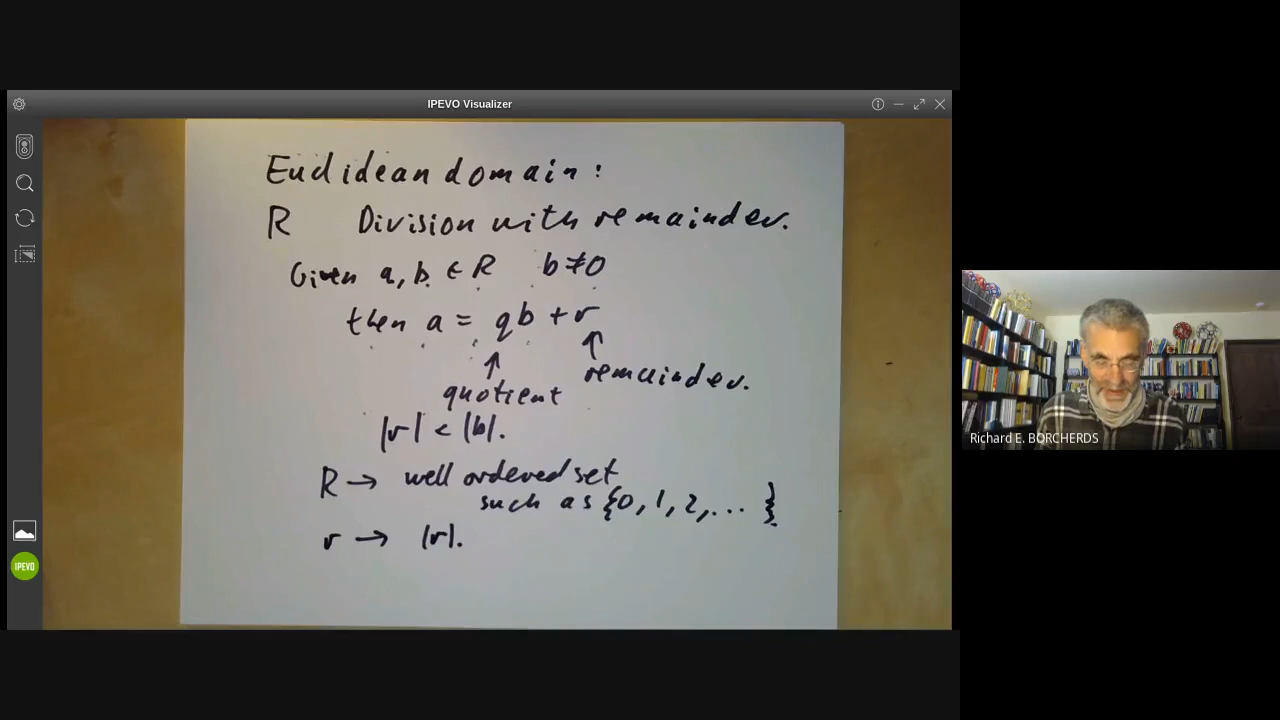 IPEVO Visualizer
Euclidean domain:
R Division with remainder.
Given a, b ∈ R b≠0
then a = qb + r
↑ ↑
remainder.
quotient
|r| < |b|.
R → well ordered set
such as {0, 1, 2, ... }
r → |r|.
IPEVO
Richard E. BORCHERDS